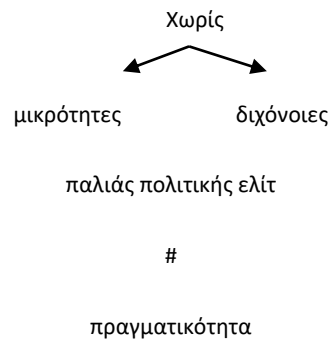 Χωρίς
μικρότητες διχόνοιες
παλιάς πολιτικής ελίτ
#
πραγματικότητα